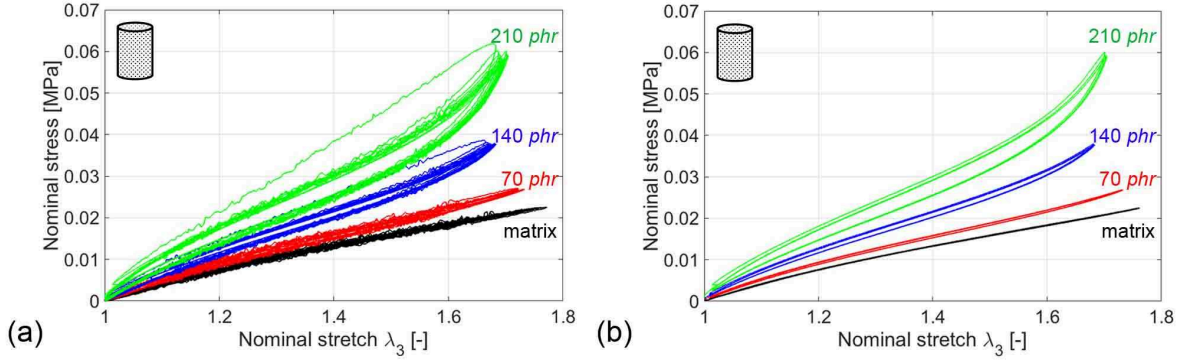 0.07
0.06
0.05
0.04
0.03
0.02
0.01
0
Nominal stress [MPa]
210 phr
140 phr
70 phr
matrix
1
1.2
1.4
1.6
1.8
Nominal stretch λ3 [-]
(a)
0.07
0.06
0.05
0.04
0.03
0.02
0.01
0
Nominal stress [MPa]
210 phr
140 phr
70 phr
matrix
1
1.2
1.4
1.6
1.8
Nominal stretch λ3 [-]
(b)